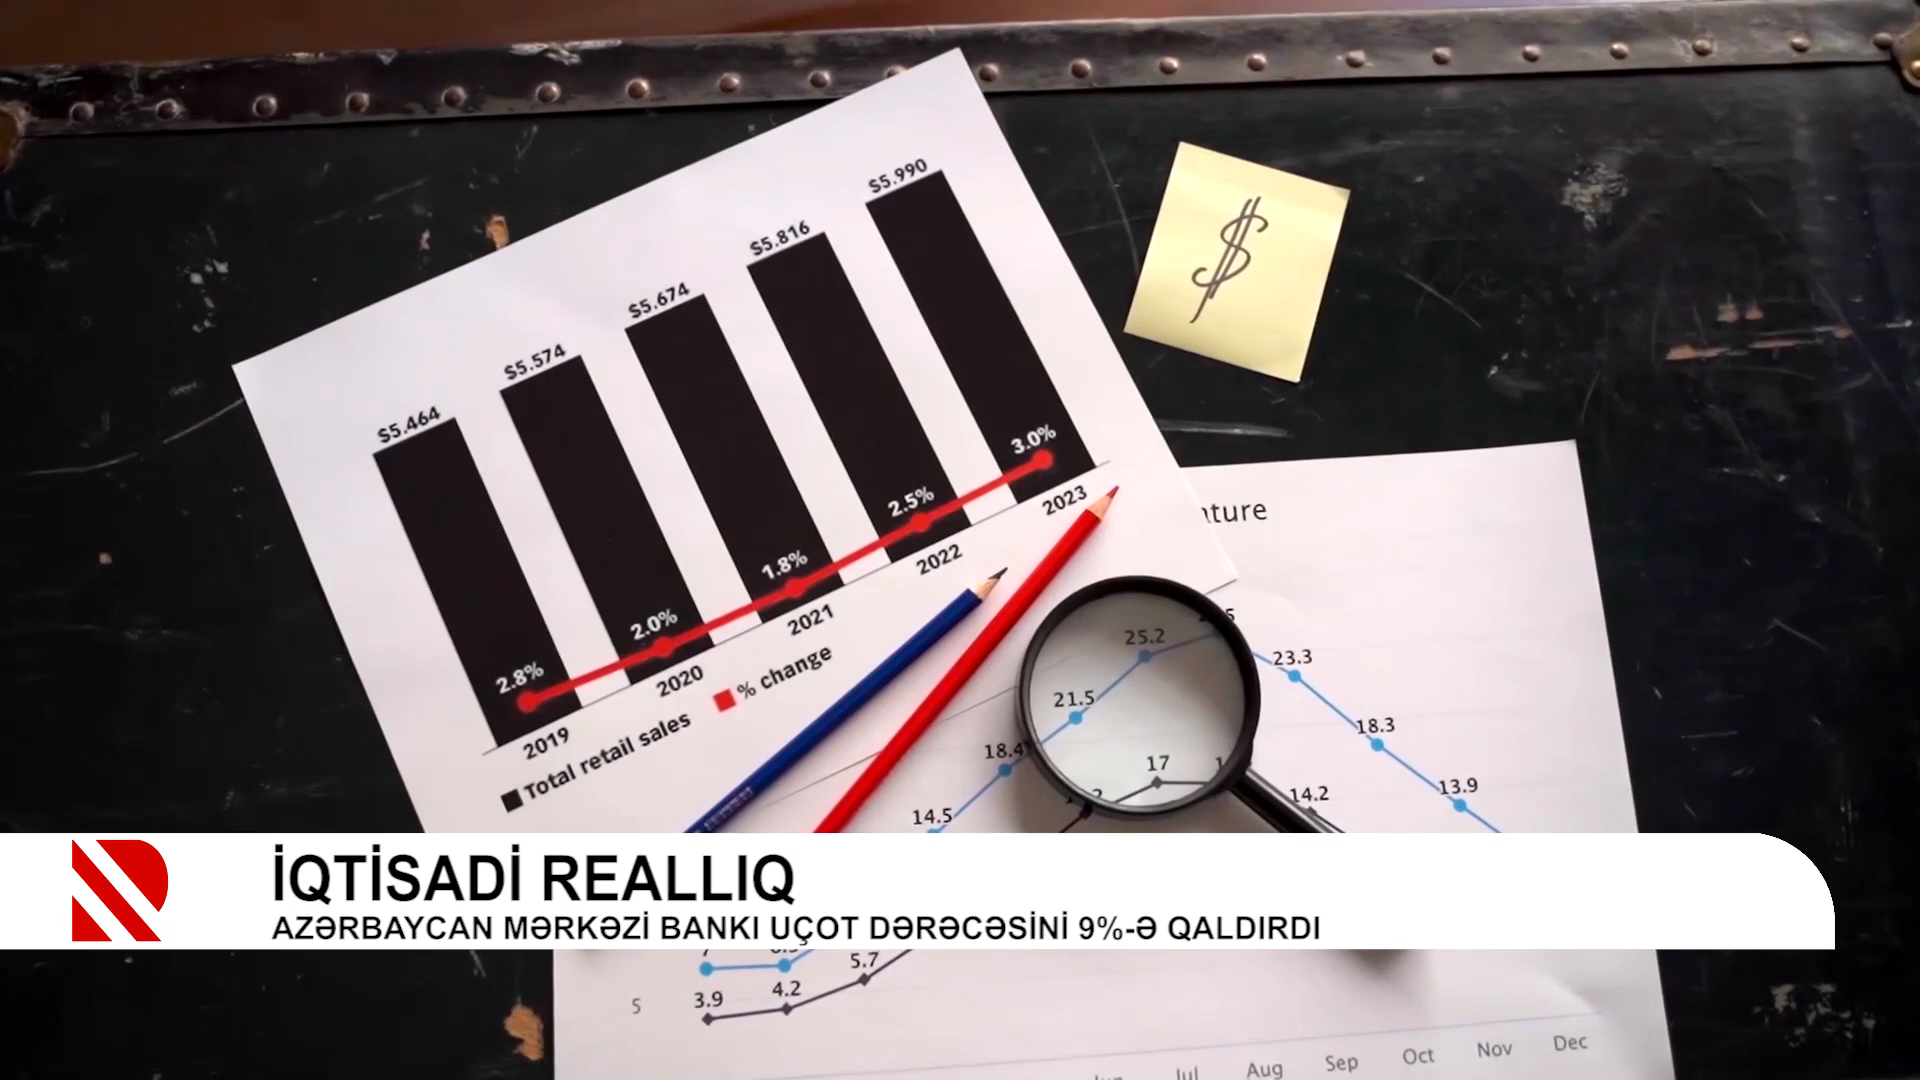 $5.990
$5.816
$5.674
$5.574
$5.464
$
3.0%
2.5%
1.8%
2.0%
2.8%
2019
2020
2021
2022
2023
Total retail sales
% change
25.2
23.3
21.5
18.4
18.3
17
14.5
14.2
13.9
İQTİSADİ REALLIQ
AZƏRBAYCAN MƏRKƏZİ BANKI UÇOT DƏRƏCƏSİNİ 9%-Ə QALDIRDI
5.7
4.2
3.9
5
Jul
Aug
Sep
Oct
Nov
Dec